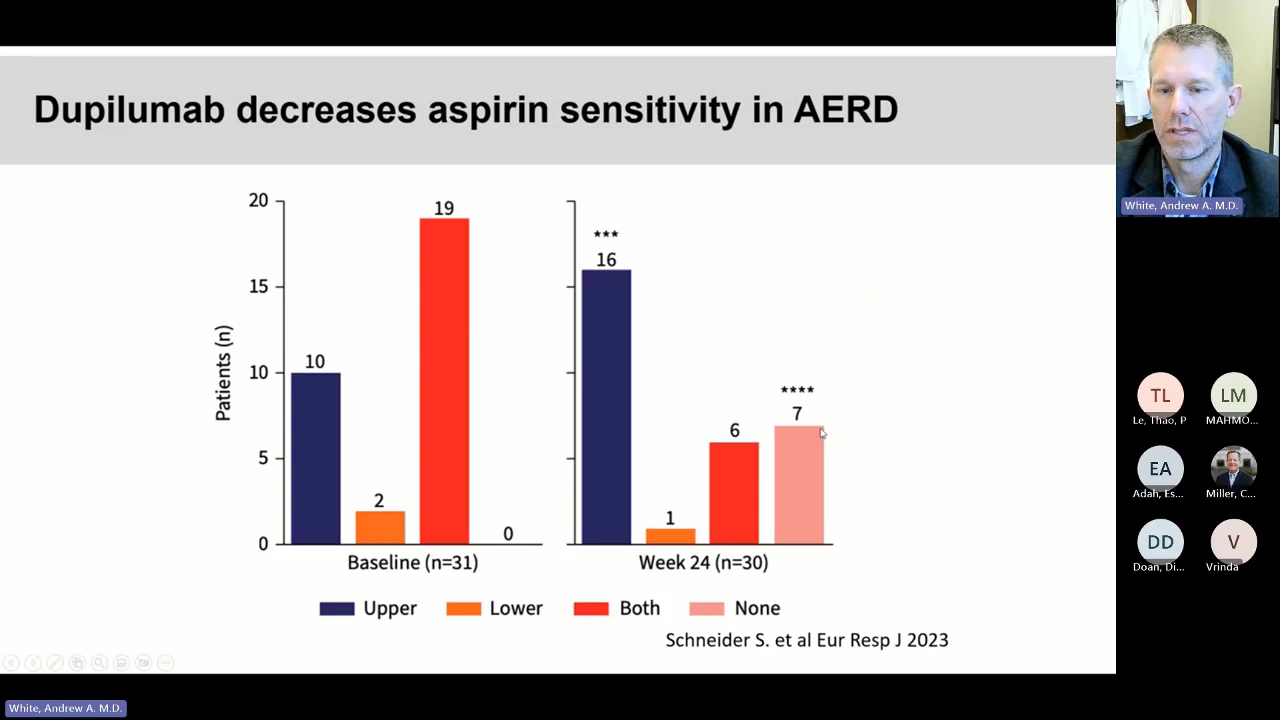 Dupilumab decreases aspirin sensitivity in AERD
Patients (n)
20
15
10
5
0
10
2
19
0
Baseline (n=31)
***
16
1
6
****
7
Week 24 (n=30)
Upper
Lower
Both
None
Schneider S. et al Eur Resp J 2023
White, Andrew A. M.D.
White, Andrew A. M.D.
TL
Le, Thao, P
LM
MAHMO...
EA
Adah, Es...
Miller, C...
DD
Doan, Di...
V
Vrinda